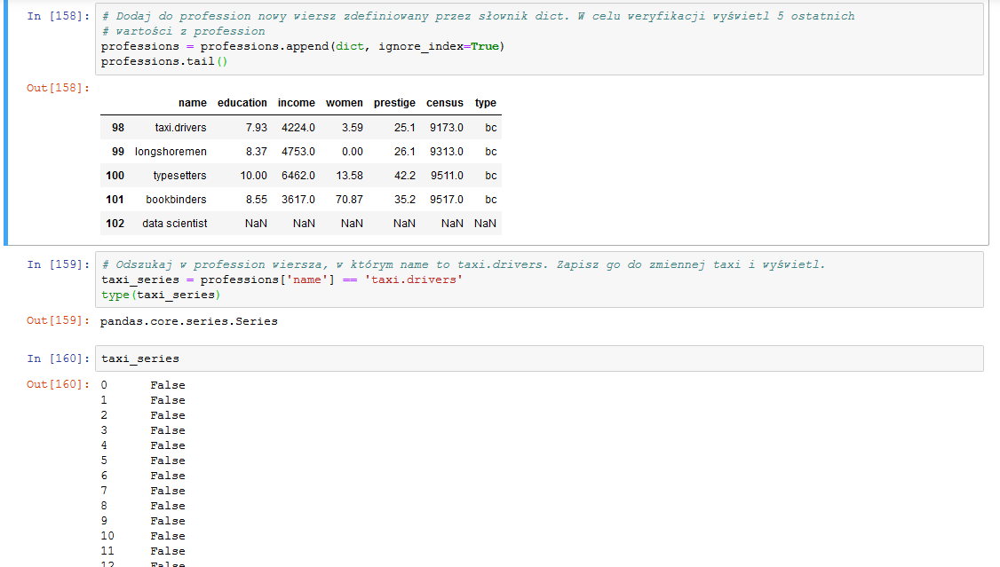 In [158]: # Dodaj do profession nowy wiersz zdefiniowany przez słownik dict. W celu weryfikacji wyświetl 5 ostatnich
# wartości z profession
professions = professions.append(dict, ignore_index=True)
professions.tail()
Out[158]:
name education income women prestige census type
98 taxi.drivers 7.93 4224.0 3.59 25.1 9173.0 bc
99 longshoremen 8.37 4753.0 0.00 26.1 9313.0 bc
100 typesetters 10.00 6462.0 13.58 42.2 9511.0 bc
101 bookbinders 8.55 3617.0 70.87 35.2 9517.0 bc
102 data scientist NaN NaN NaN NaN NaN NaN
In [159]: # Odszukaj w profession wiersza, w którym name to taxi.drivers. Zapisz go do zmiennej taxi i wyświetl.
taxi_series = professions['name'] == 'taxi.drivers'
type(taxi_series)
Out[159]: pandas.core.series.Series
In [160]: taxi_series
Out[160]: 0 False
1 False
2 False
3 False
4 False
5 False
6 False
7 False
8 False
9 False
10 False
11 False
12 False